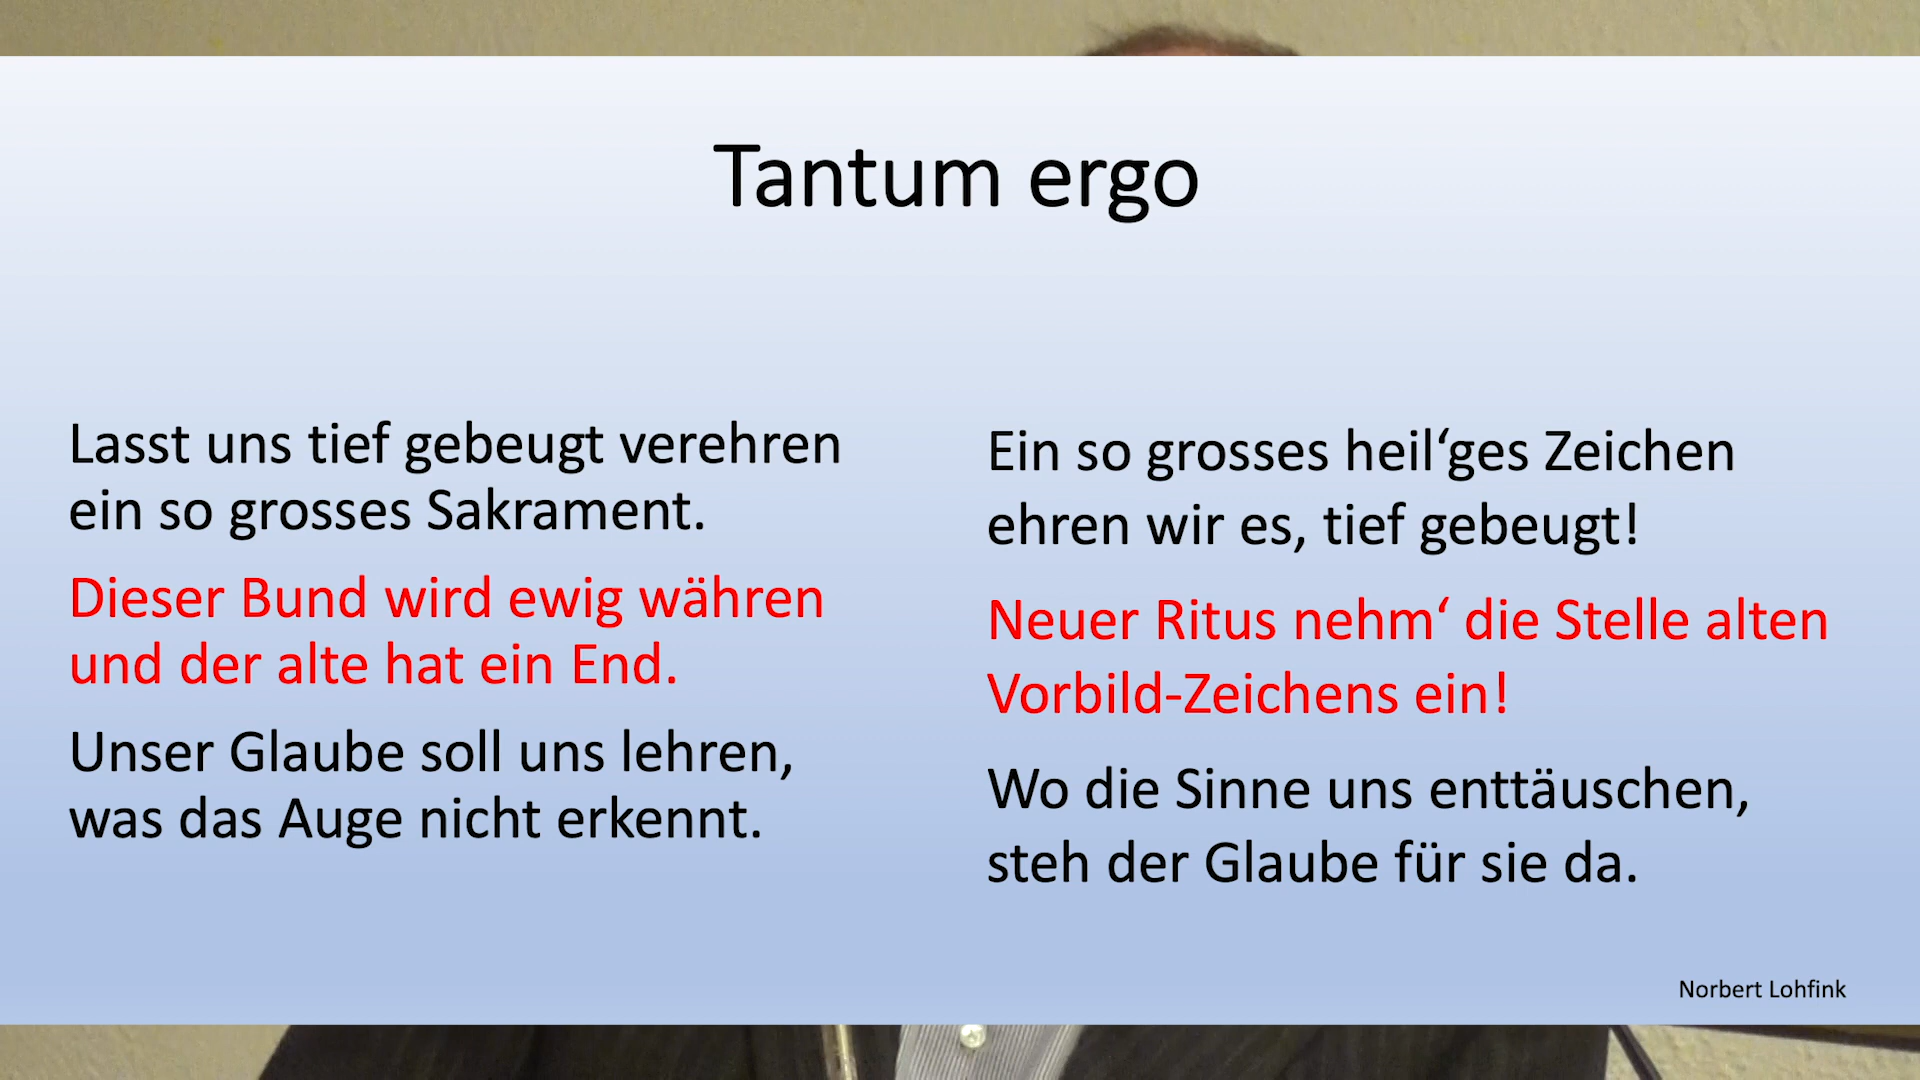 Tantum ergo
Lasst uns tief gebeugt verehren
ein so grosses Sakrament.
Dieser Bund wird ewig währen
und der alte hat ein End.
Unser Glaube soll uns lehren,
was das Auge nicht erkennt.
Ein so grosses heil‘ges Zeichen
ehren wir es, tief gebeugt!
Neuer Ritus nehm‘ die Stelle alten
Vorbild-Zeichens ein!
Wo die Sinne uns enttäuschen,
steh der Glaube für sie da.
Norbert Lohfink